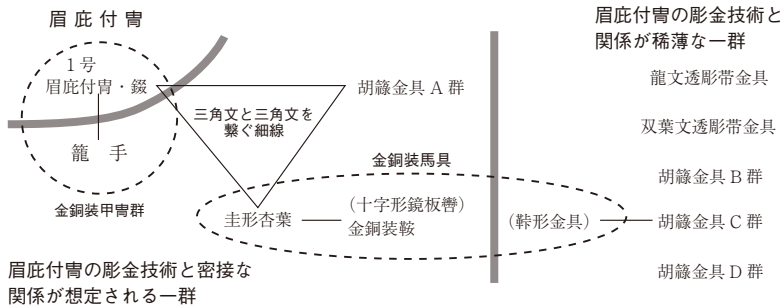 眉庇付冑
1号
眉庇付冑・錣
籠 手
金銅装甲冑群
三角文と三角文を
繋ぐ細線
胡籙金具A群
金銅装馬具
圭形杏葉
（十字形鏡板轡）
金銅装鞍
（鞐形金具）
眉庇付冑の彫金技術と密接な
関係が想定される一群
眉庇付冑の彫金技術と
関係が稀薄な一群
龍文透彫帯金具
双葉文透彫帯金具
胡籙金具B群
胡籙金具C群
胡籙金具D群